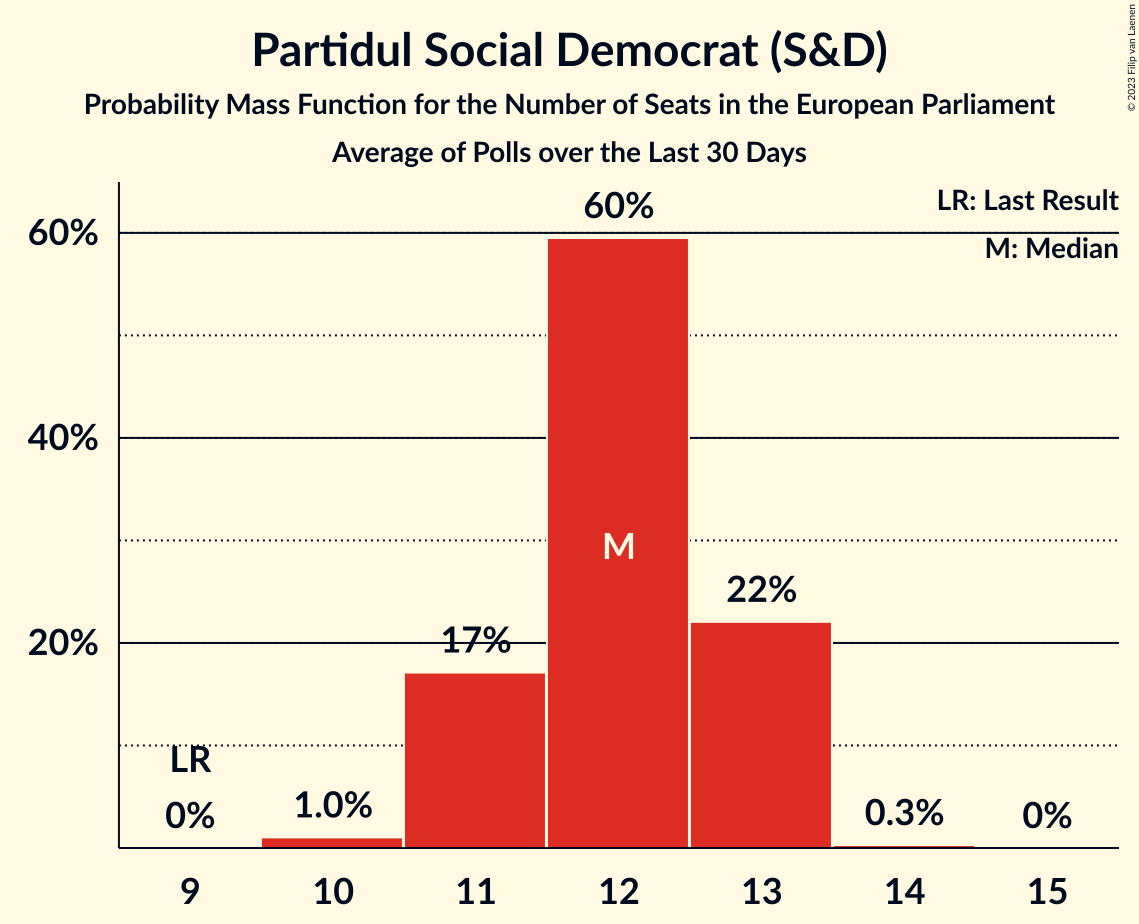 Partidul Social Democrat (S&D)
Probability Mass Function for the Number of Seats in the European Parliament
Average of Polls over the Last 30 Days
© 2023 Filip van Laenen
LR: Last Result
M: Median
60%
40%
20%
LR
0%
1.0%
17%
60%
M
22%
0.3%
0%
9 10 11 12 13 14 15